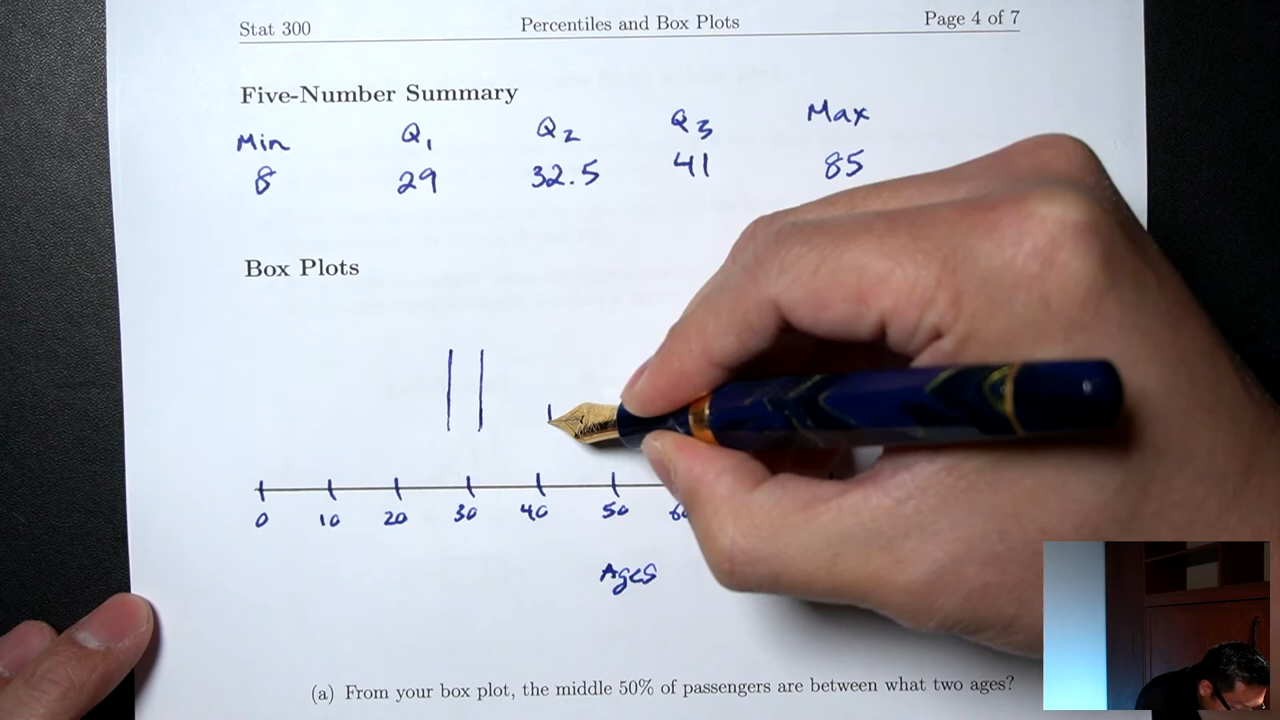 Stat 300 Percentiles and Box Plots Page 4 of 7
Five-Number Summary
Min Q1 Q2 Q3 Max
8 29 32.5 41 85
Box Plots
0 10 20 30 40 50
Ages
(a) From your box plot, the middle 50% of passengers are between what two ages?